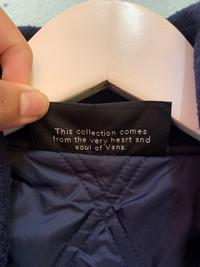 This collection comes
from the very heart and
soul of Vans.